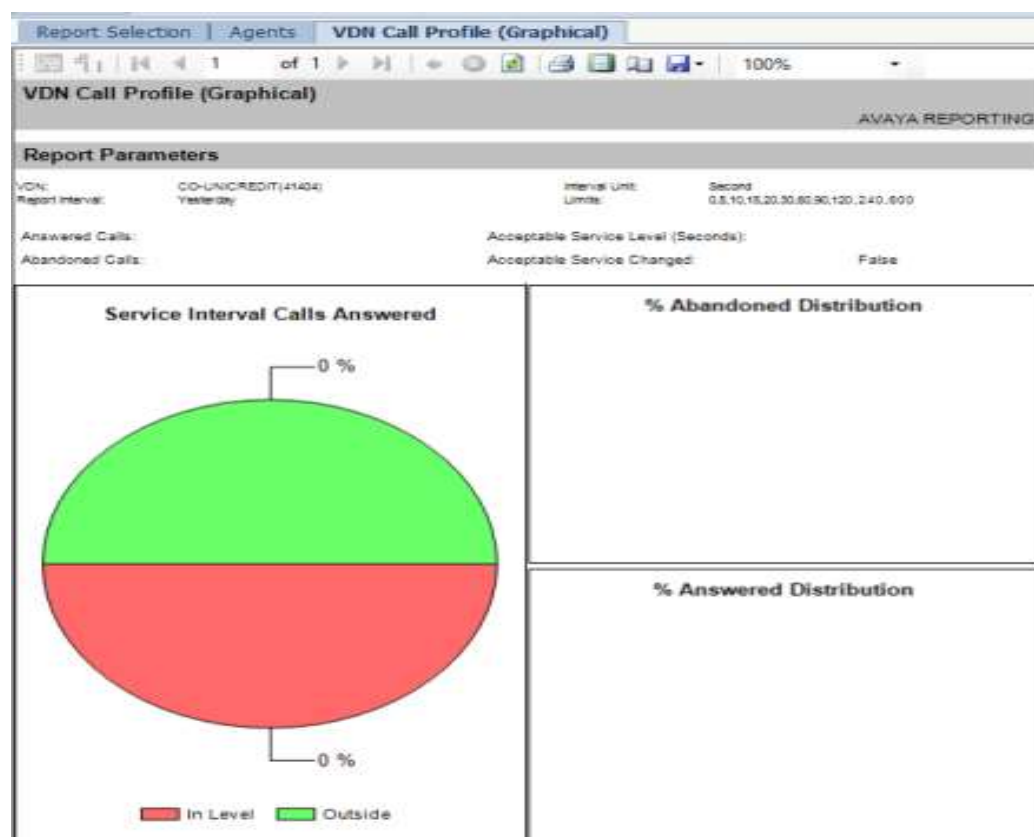 Report Selection | Agents VDN Call Profile (Graphical)
1 of 1 100%
VDN Call Profile (Graphical)
AVAYA REPORTING
Report Parameters
VDN: CO-UNICREDIT(41404) Interval Unit: Second
Report Interval: Yesterday Limits: 0,5,10,15,20,30,60,90,120,,240,,600
Answered Calls: Acceptable Service Level (Seconds):
Abandoned Calls: Acceptable Service Changed: False
Service Interval Calls Answered
0 %
0 %
In Level Outside
% Abandoned Distribution
% Answered Distribution